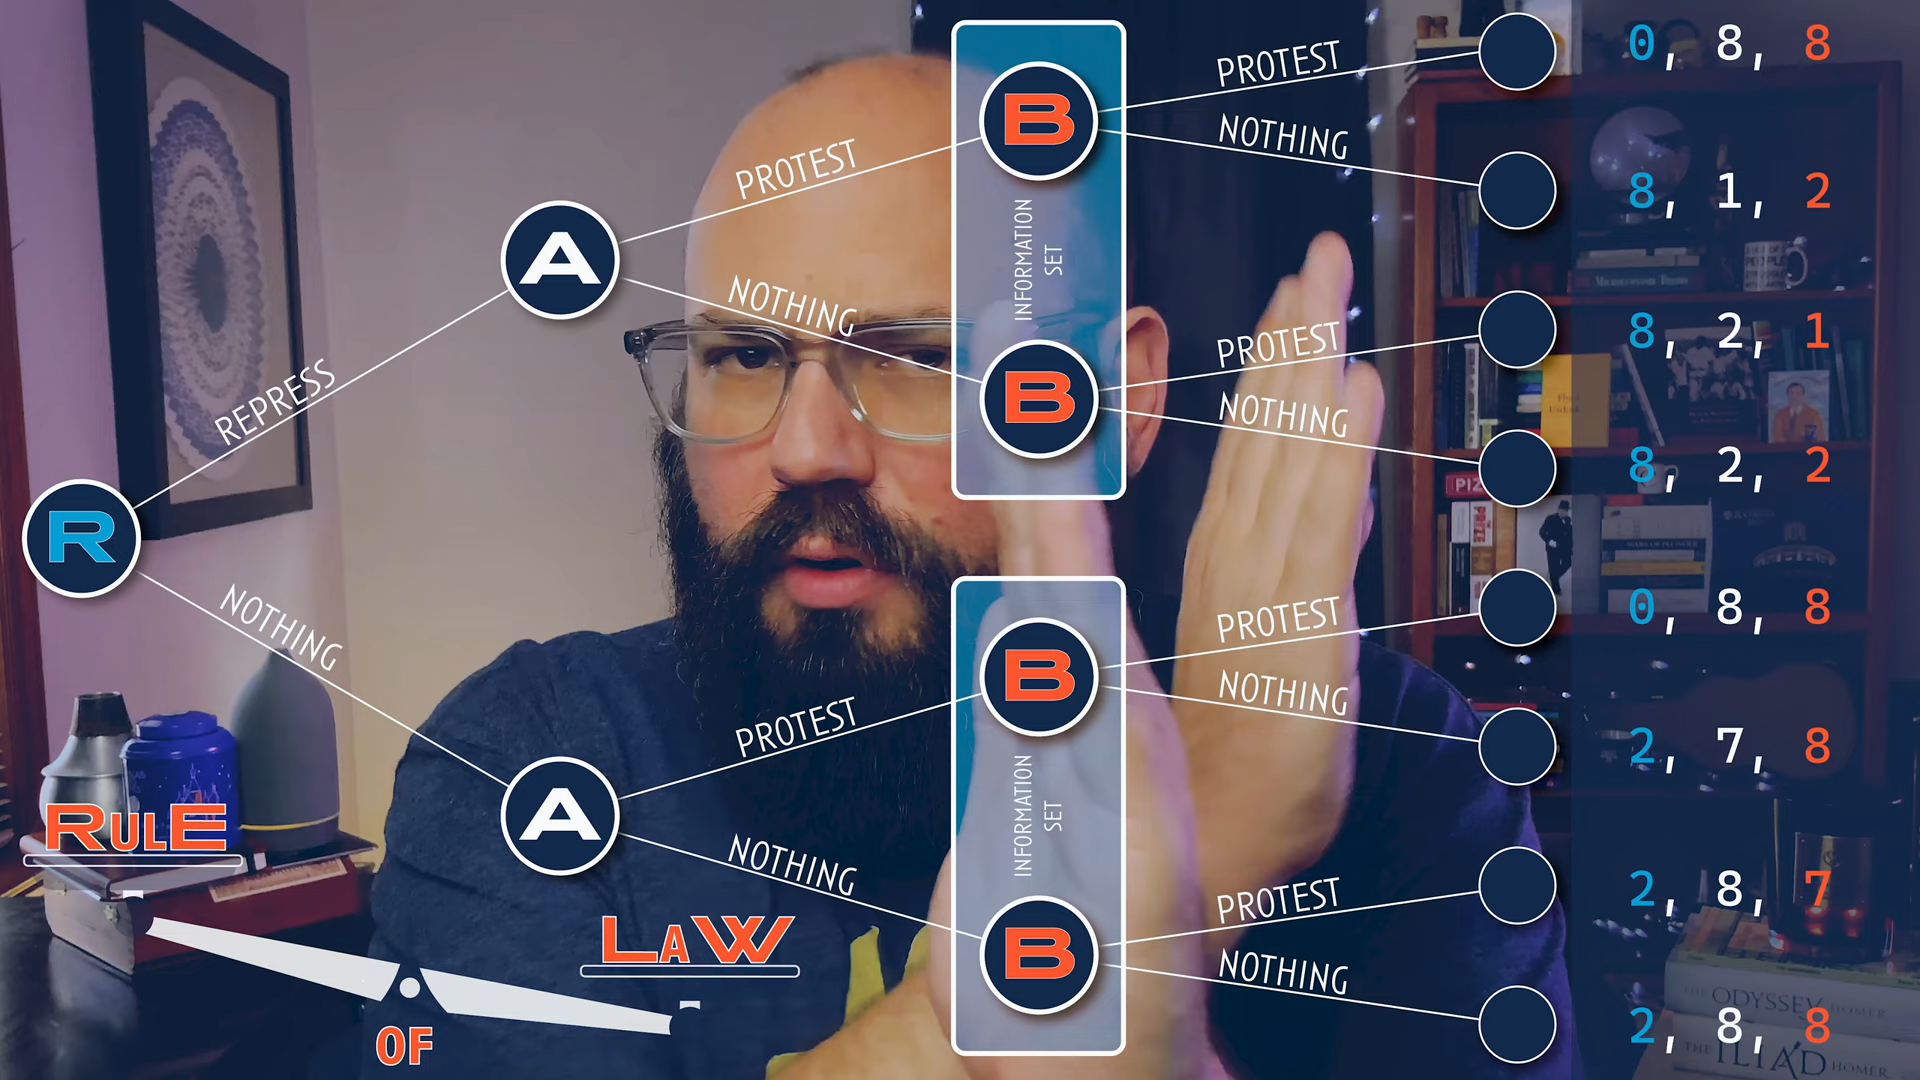 PROTEST
0, 8, 8
B
NOTHING
PROTEST
8, 1, 2
A
INFORMATION
SET
NOTHING
PROTEST
8, 2, 1
REPRESS
B
NOTHING
8, 2, 2
PIZ
R
PROTEST
0, 8, 8
NOTHING
B
NOTHING
PROTEST
2, 7, 8
A
INFORMATION
SET
RULE
NOTHING
PROTEST
2, 8, 7
LAW
B
NOTHING
OF
2, 8, 8
THE ODYSSEY HOMER
THE ILIAD HOMER